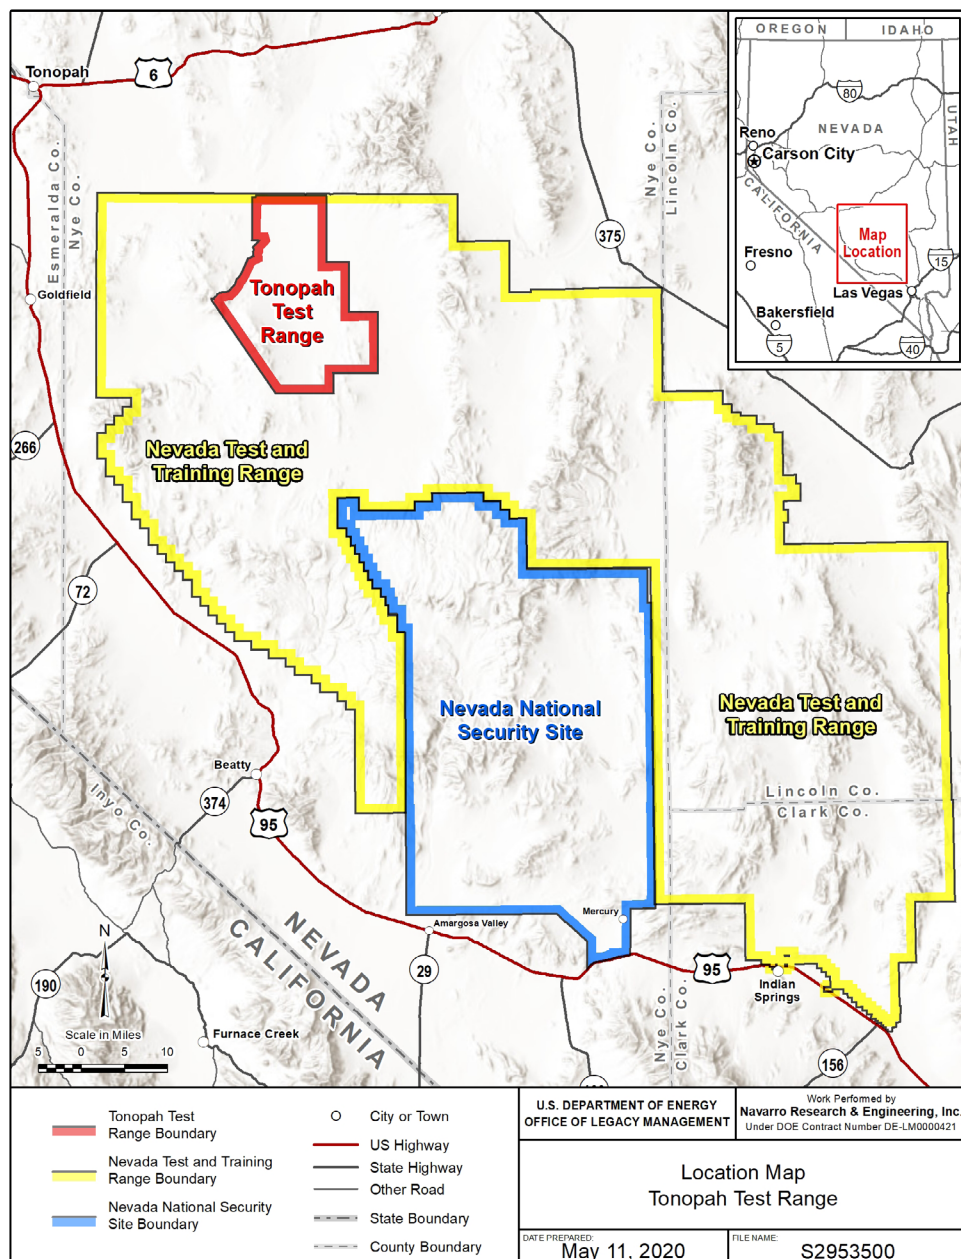 Tonopah
6
Esmeralda Co.
Nye Co.
Nye Co.
Lincoln Co.
375
Goldfield
Tonopah
Test
Range
OREGON
IDAHO
80
NEVADA
UTAH
Reno
Carson City
CALIFORNIA
Map
Location
Fresno
15
Las Vegas
Bakersfield
5
40
266
Nevada Test and
Training Range
72
Nevada National
Security Site
Nevada Test and
Training Range
Beatty
374
95
Inyo Co.
Lincoln Co.
Clark Co.
Mercury
Amargosa Valley
NEVADA
CALIFORNIA
N
29
95
Indian
Springs
190
Scale in Miles
5 0 5 10
Furnace Creek
Nye Co.
Clark Co.
156
Tonopah Test
Range Boundary
Nevada Test and Training
Range Boundary
Nevada National Security
Site Boundary
City or Town
US Highway
State Highway
Other Road
State Boundary
County Boundary
U.S. DEPARTMENT OF ENERGY
OFFICE OF LEGACY MANAGEMENT
Work Performed by
Navarro Research & Engineering, Inc.
Under DOE Contract Number DE-LM0000421
Location Map
Tonopah Test Range
DATE PREPARED:
May 11, 2020
FILE NAME:
S2953500